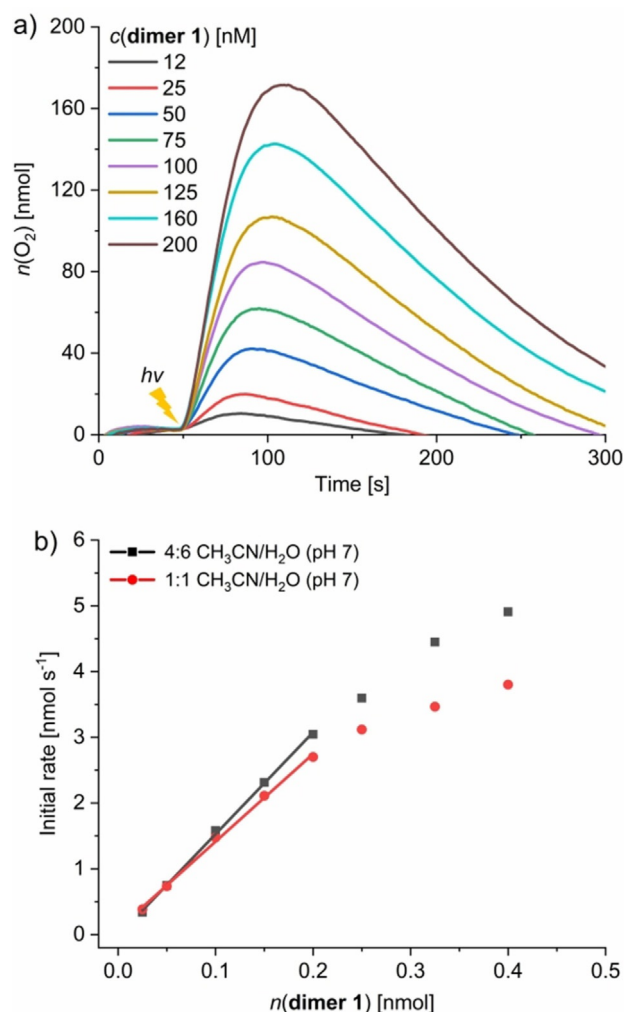 a)
c(dimer 1) [nM]
12
25
50
75
100
125
160
200
hν
n(O₂) [nmol]
200
160
120
80
40
0
0 100 200 300
Time [s]
b)
4:6 CH₃CN/H₂O (pH 7)
1:1 CH₃CN/H₂O (pH 7)
Initial rate [nmol s⁻¹]
6
5
4
3
2
1
0
0.0 0.1 0.2 0.3 0.4 0.5
n(dimer 1) [nmol]